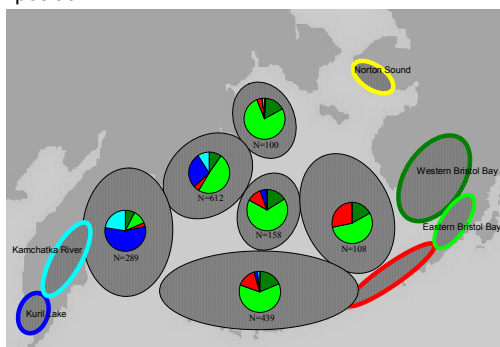 Norton Sound
N=100
Western Bristol Bay
N=612
Eastern Bristol Bay
N=158
N=108
Kamchatka River
N=289
Kuril Lake
N=439